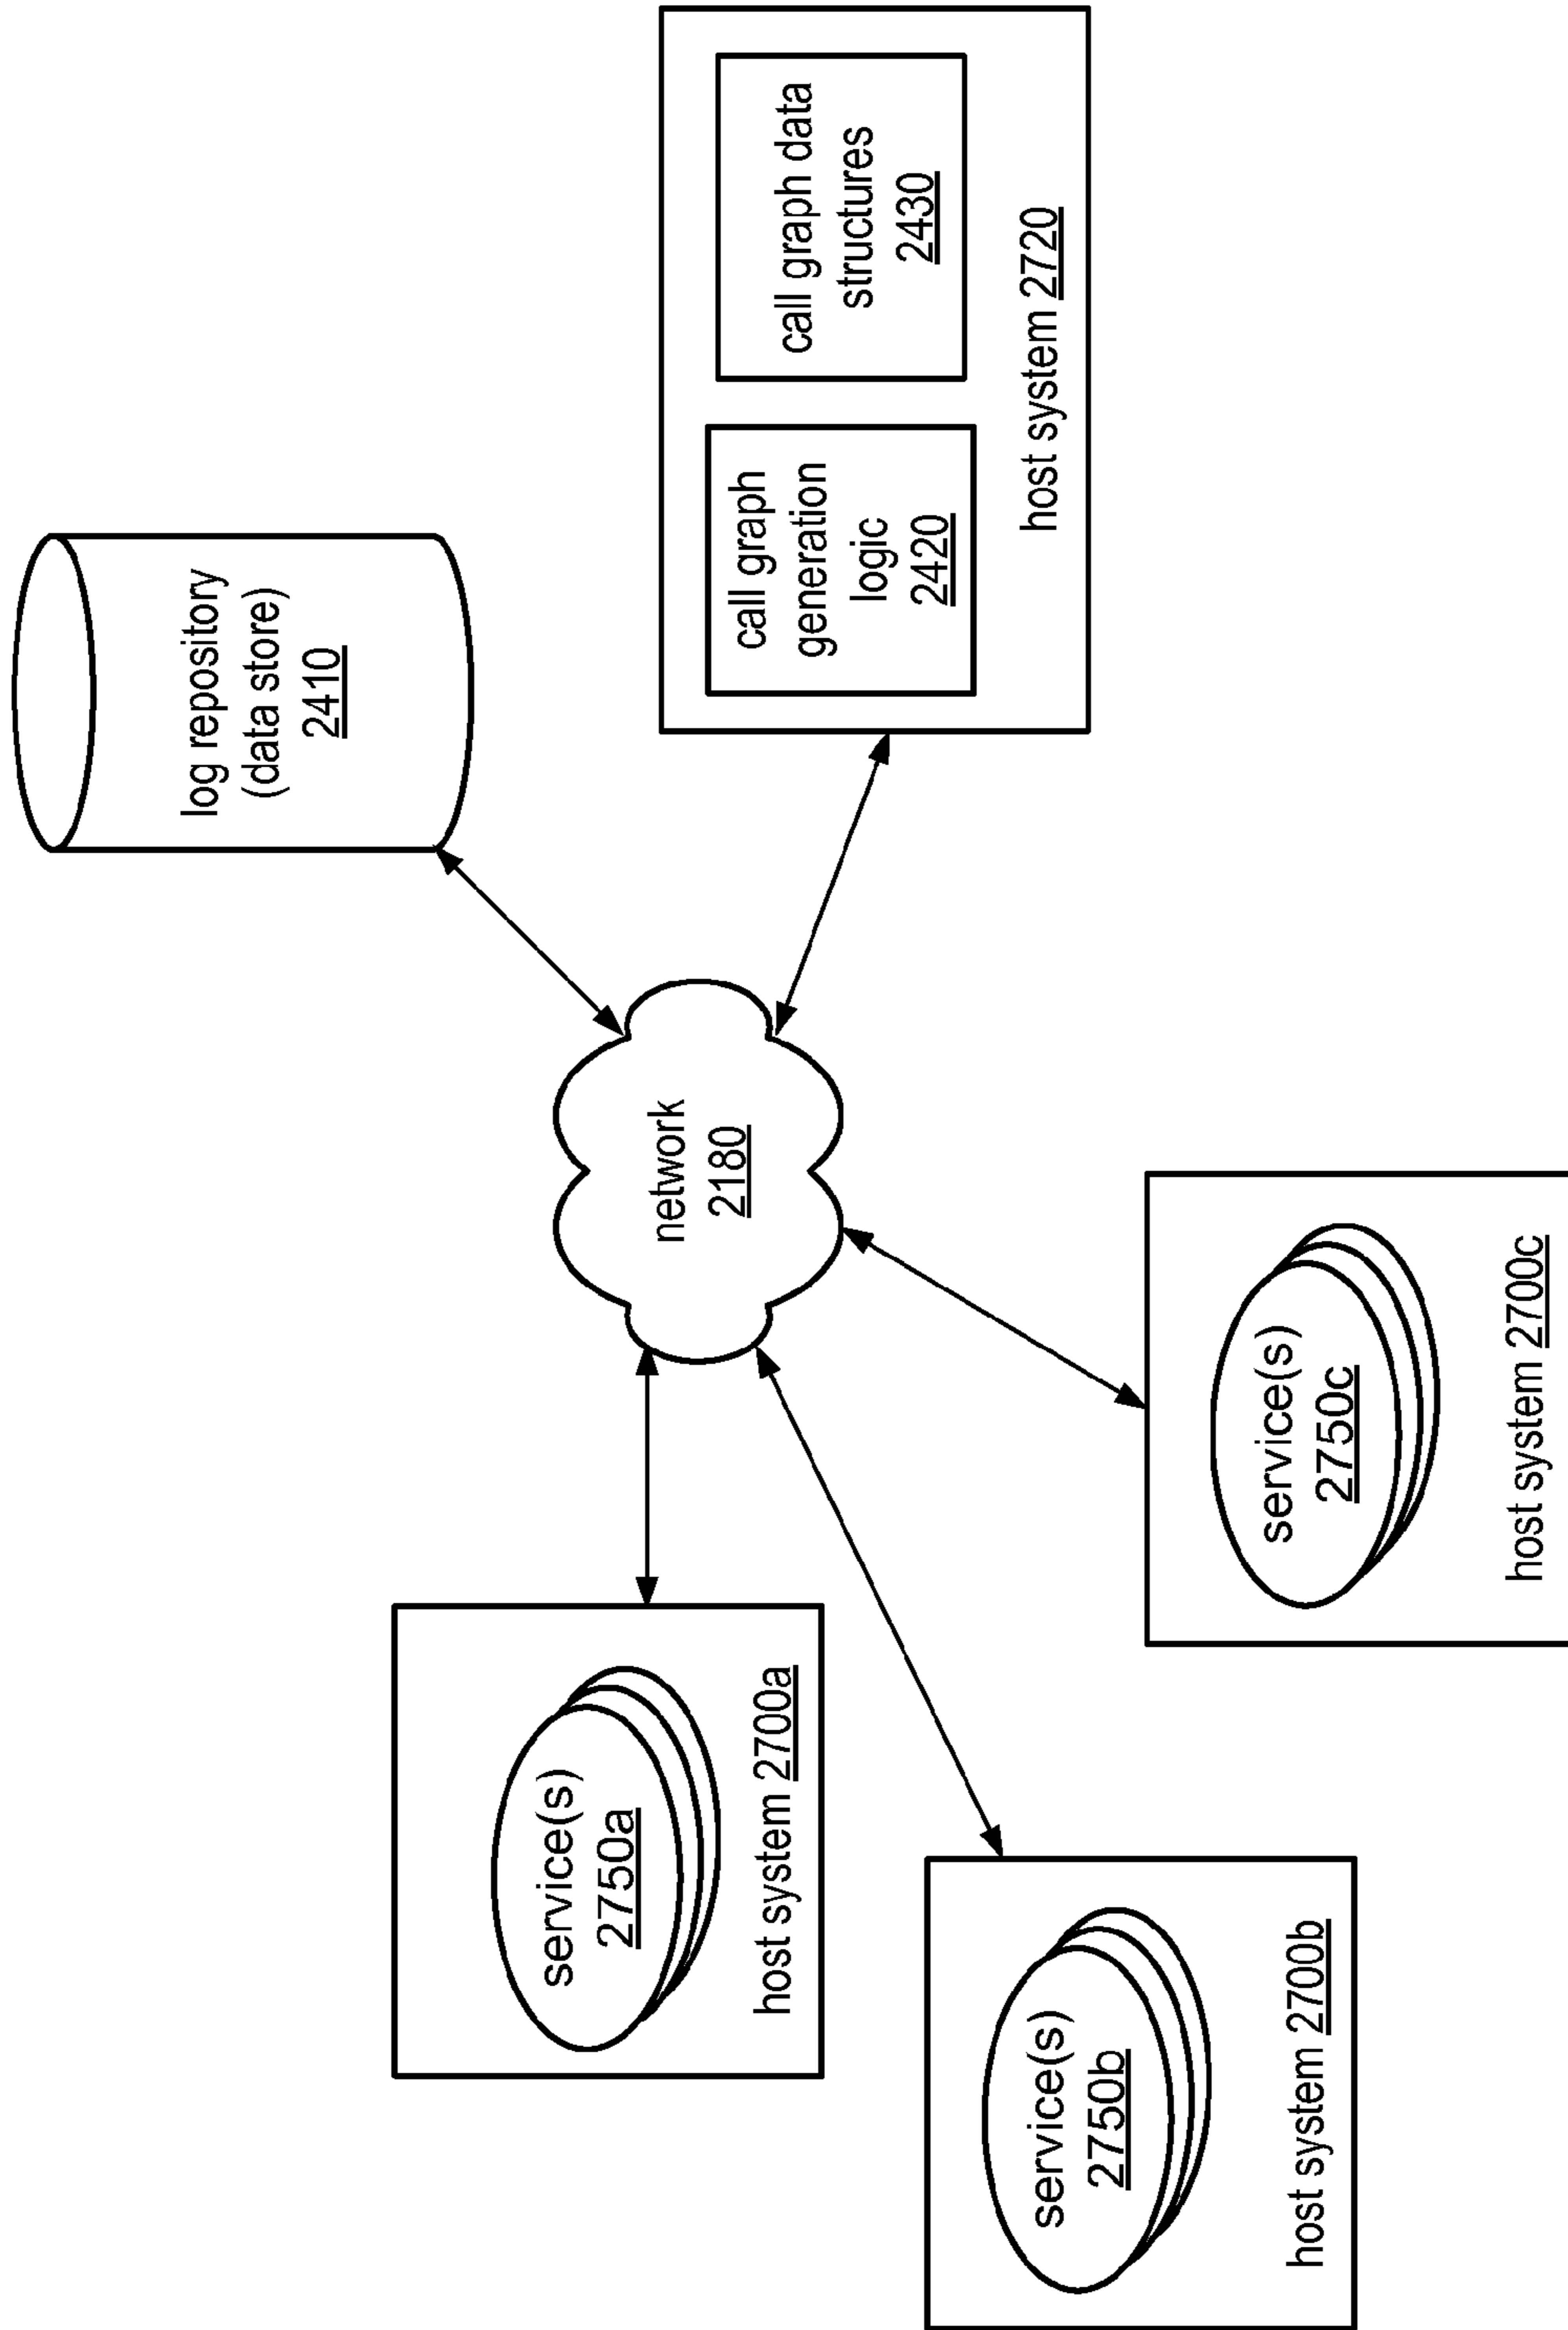 log repository
(data store)
2410
service(s)
2750a
host system 2700a
network
2180
call graph
generation
logic
2420
call graph data
structures
2430
host system 2720
service(s)
2750b
host system 2700b
service(s)
2750c
host system 2700c